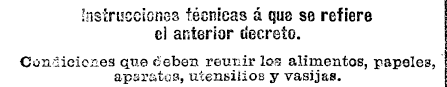 Instrucciones técnicas á que se refiere
el anterior decreto.
Condiciones que deben reunir los alimentos, papeles,
aparatos, utensilios y vasijas.